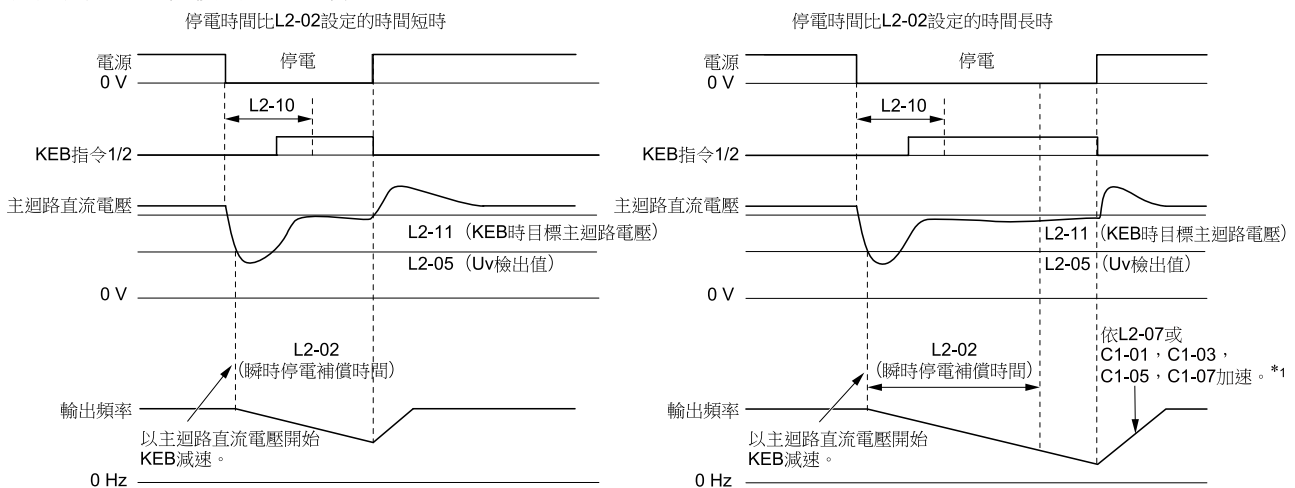 停電時間比L2-02設定的時間短時
電源
停電
0 V
L2-10
KEB指令1/2
主迴路直流電壓
L2-11（KEB時目標主迴路電壓）
L2-05（Uv檢出值）
0 V
L2-02
（瞬時停電補償時間）
輸出頻率
以主迴路直流電壓開始
KEB減速。
0 Hz
停電時間比L2-02設定的時間長時
電源
停電
0 V
L2-10
KEB指令1/2
主迴路直流電壓
L2-11（KEB時目標主迴路電壓）
L2-05（Uv檢出值）
0 V
L2-02
（瞬時停電補償時間）
依L2-07或
C1-01，C1-03，
C1-05，C1-07加速。*1
輸出頻率
以主迴路直流電壓開始
KEB減速。
0 Hz